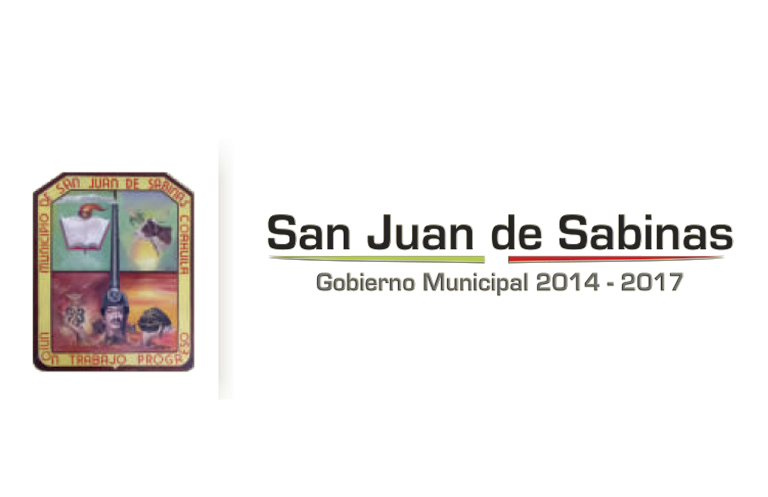 MUNICIPIO DE SAN JUAN DE SABINAS COAHUILA
UNION TRABAJO PROGRESO
San Juan de Sabinas
Gobierno Municipal 2014 - 2017